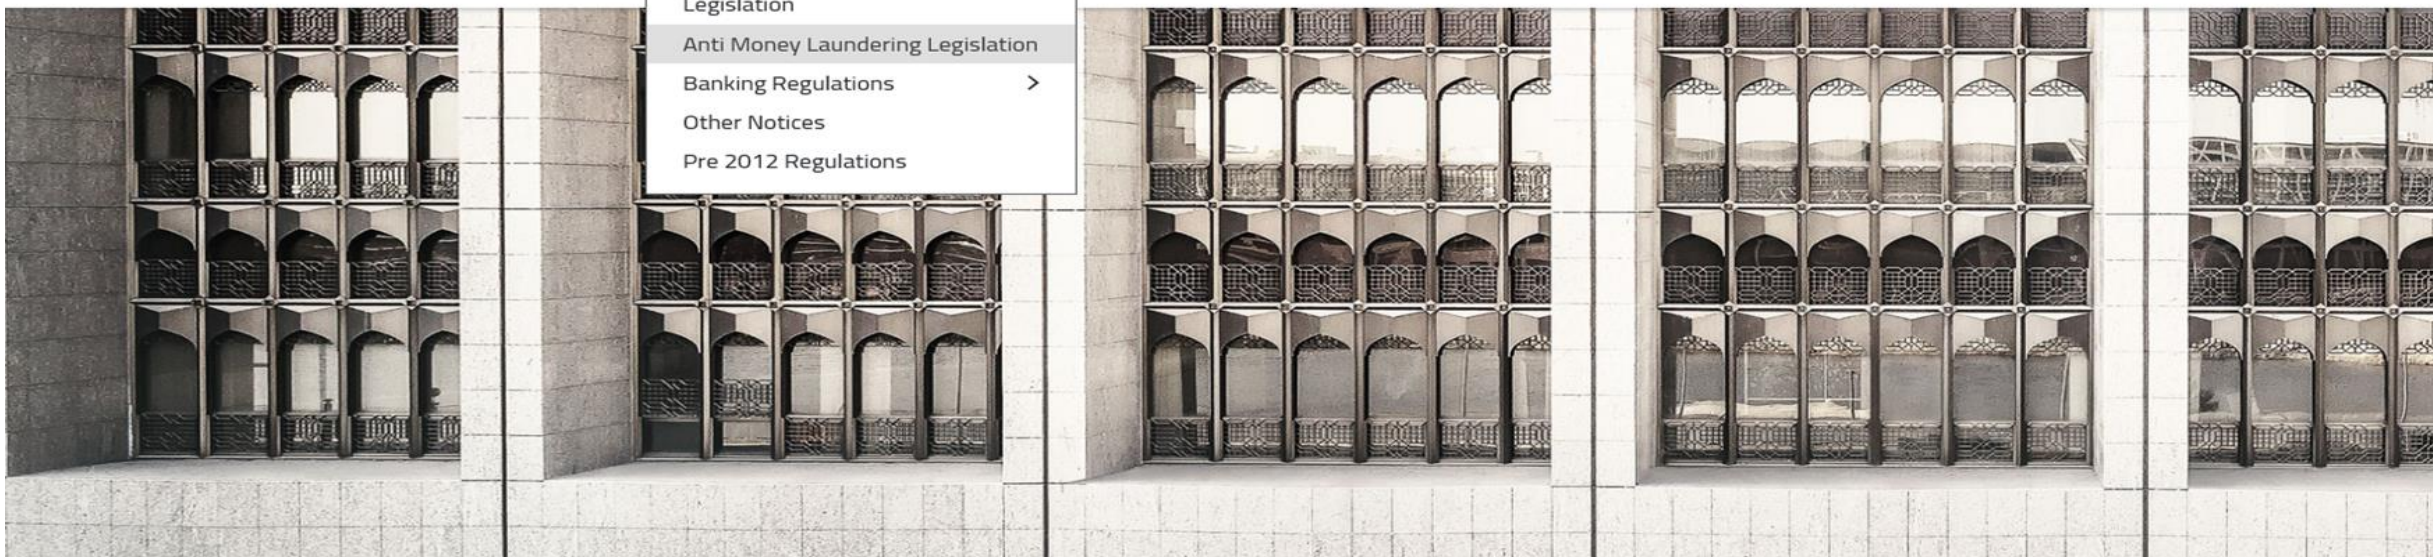 Legislation
Anti Money Laundering Legislation
Banking Regulations
Other Notices
Pre 2012 Regulations